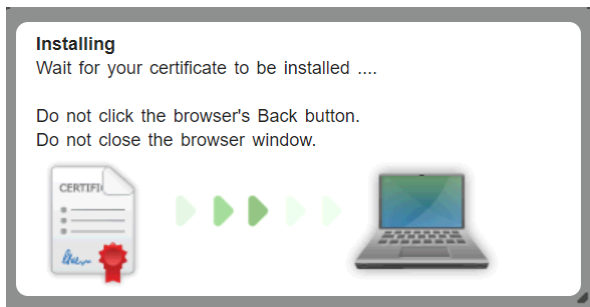 Installing
Wait for your certificate to be installed ....
Do not click the browser's Back button.
Do not close the browser window.
CERTIFI